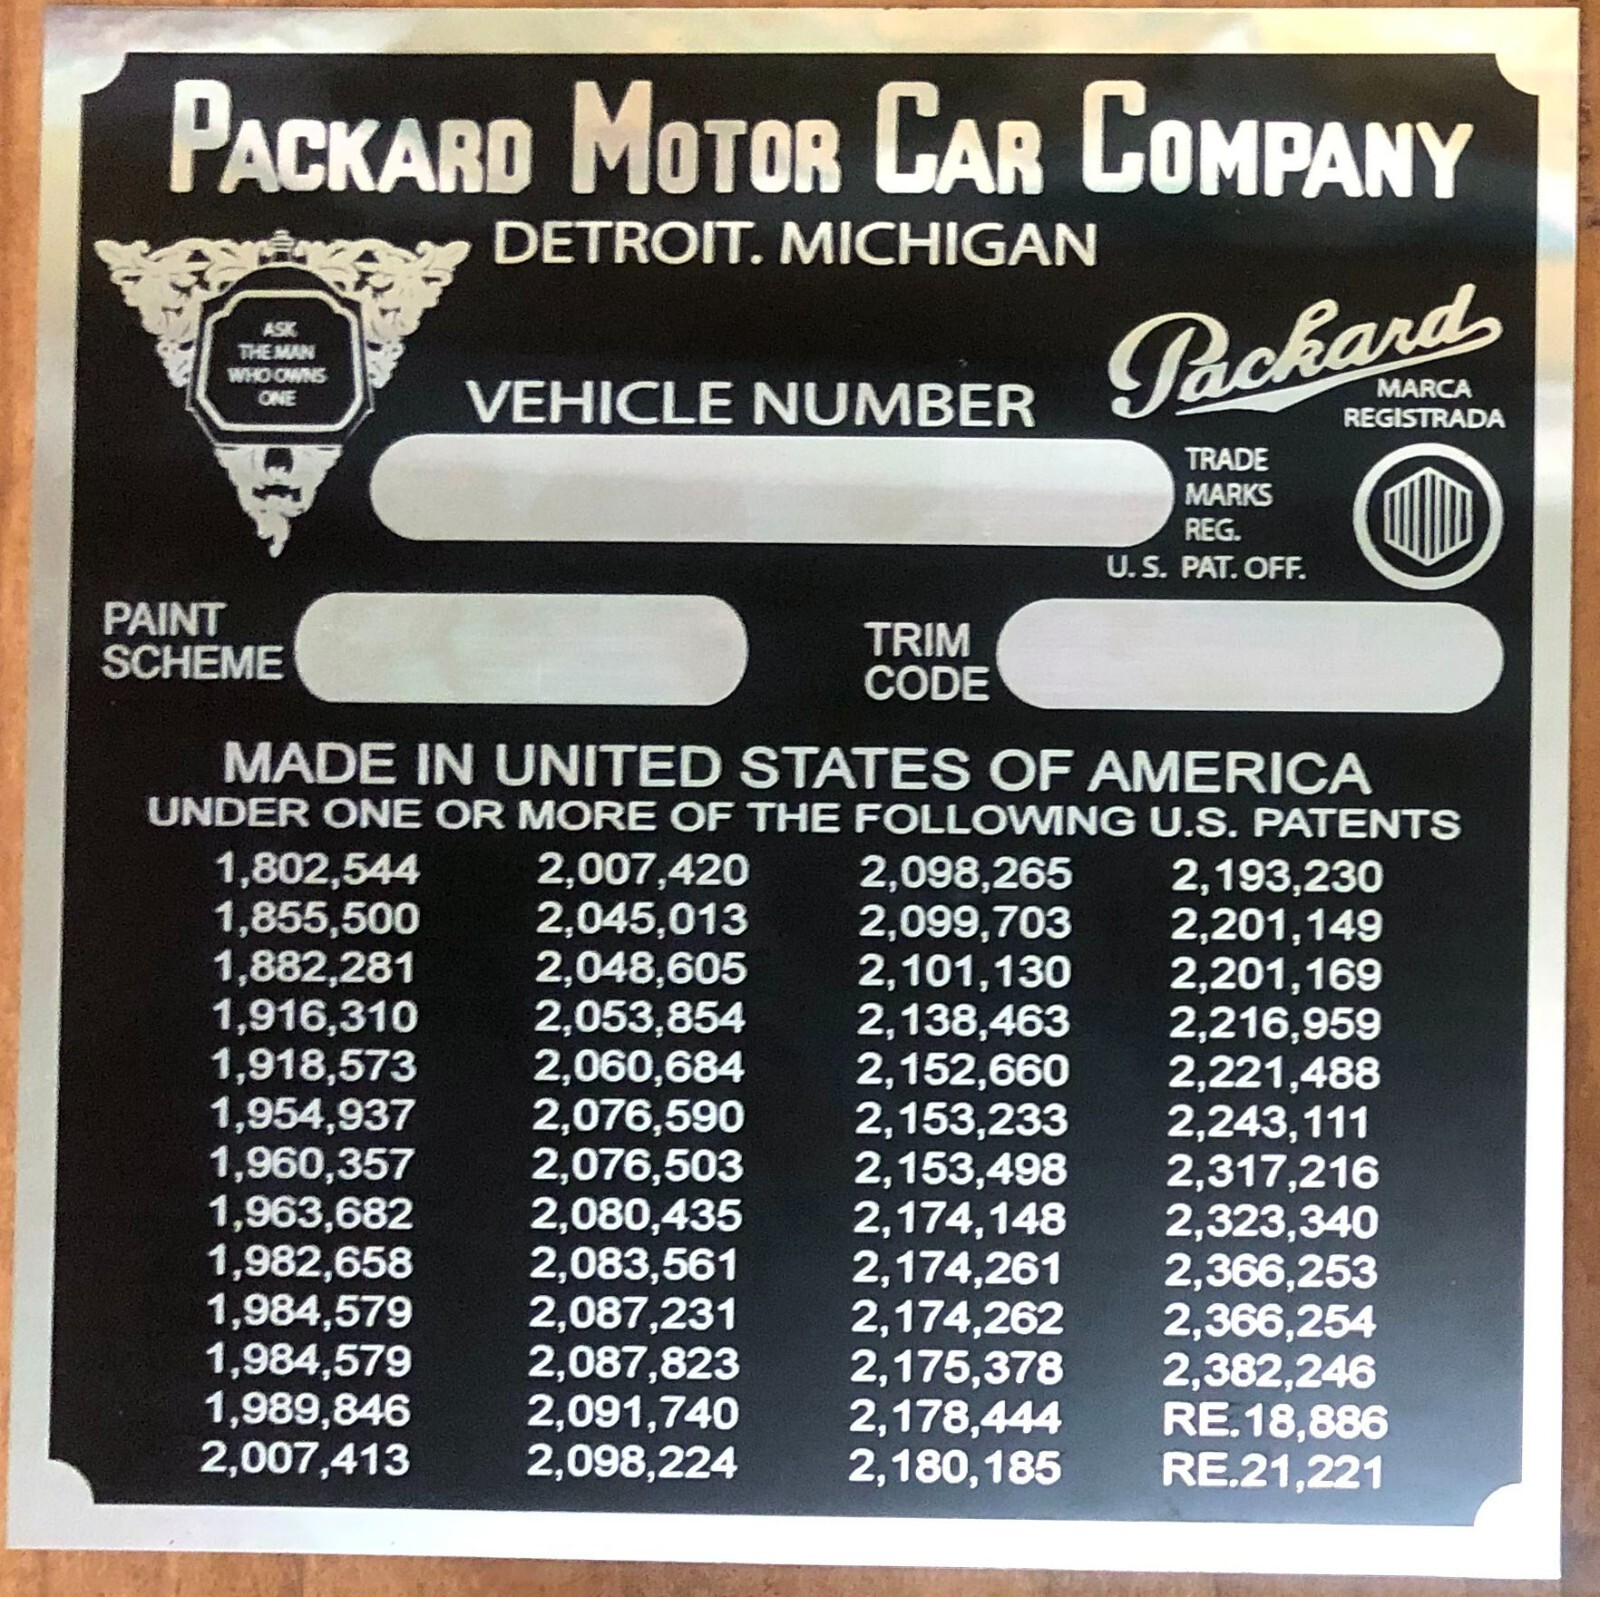 PACKARD MOTOR CAR COMPANY
DETROIT. MICHIGAN
ASK
THE MAN
WHO OWNS
ONE
Packard
MARCA
REGISTRADA
VEHICLE NUMBER
TRADE
MARKS
REG.
U. S. PAT. OFF.
PAINT
SCHEME
TRIM
CODE
MADE IN UNITED STATES OF AMERICA
UNDER ONE OR MORE OF THE FOLLOWING U.S. PATENTS
1,802,544 2,007,420 2,098,265 2,193,230
1,855,500 2,045,013 2,099,703 2,201,149
1,882,281 2,048,605 2,101,130 2,201,169
1,916,310 2,053,854 2,138,463 2,216,959
1,918,573 2,060,684 2,152,660 2,221,488
1,954,937 2,076,590 2,153,233 2,243,111
1,960,357 2,076,503 2,153,498 2,317,216
1,963,682 2,080,435 2,174,148 2,323,340
1,982,658 2,083,561 2,174,261 2,366,253
1,984,579 2,087,231 2,174,262 2,366,254
1,984,579 2,087,823 2,175,378 2,382,246
1,989,846 2,091,740 2,178,444 RE.18,886
2,007,413 2,098,224 2,180,185 RE.21,221